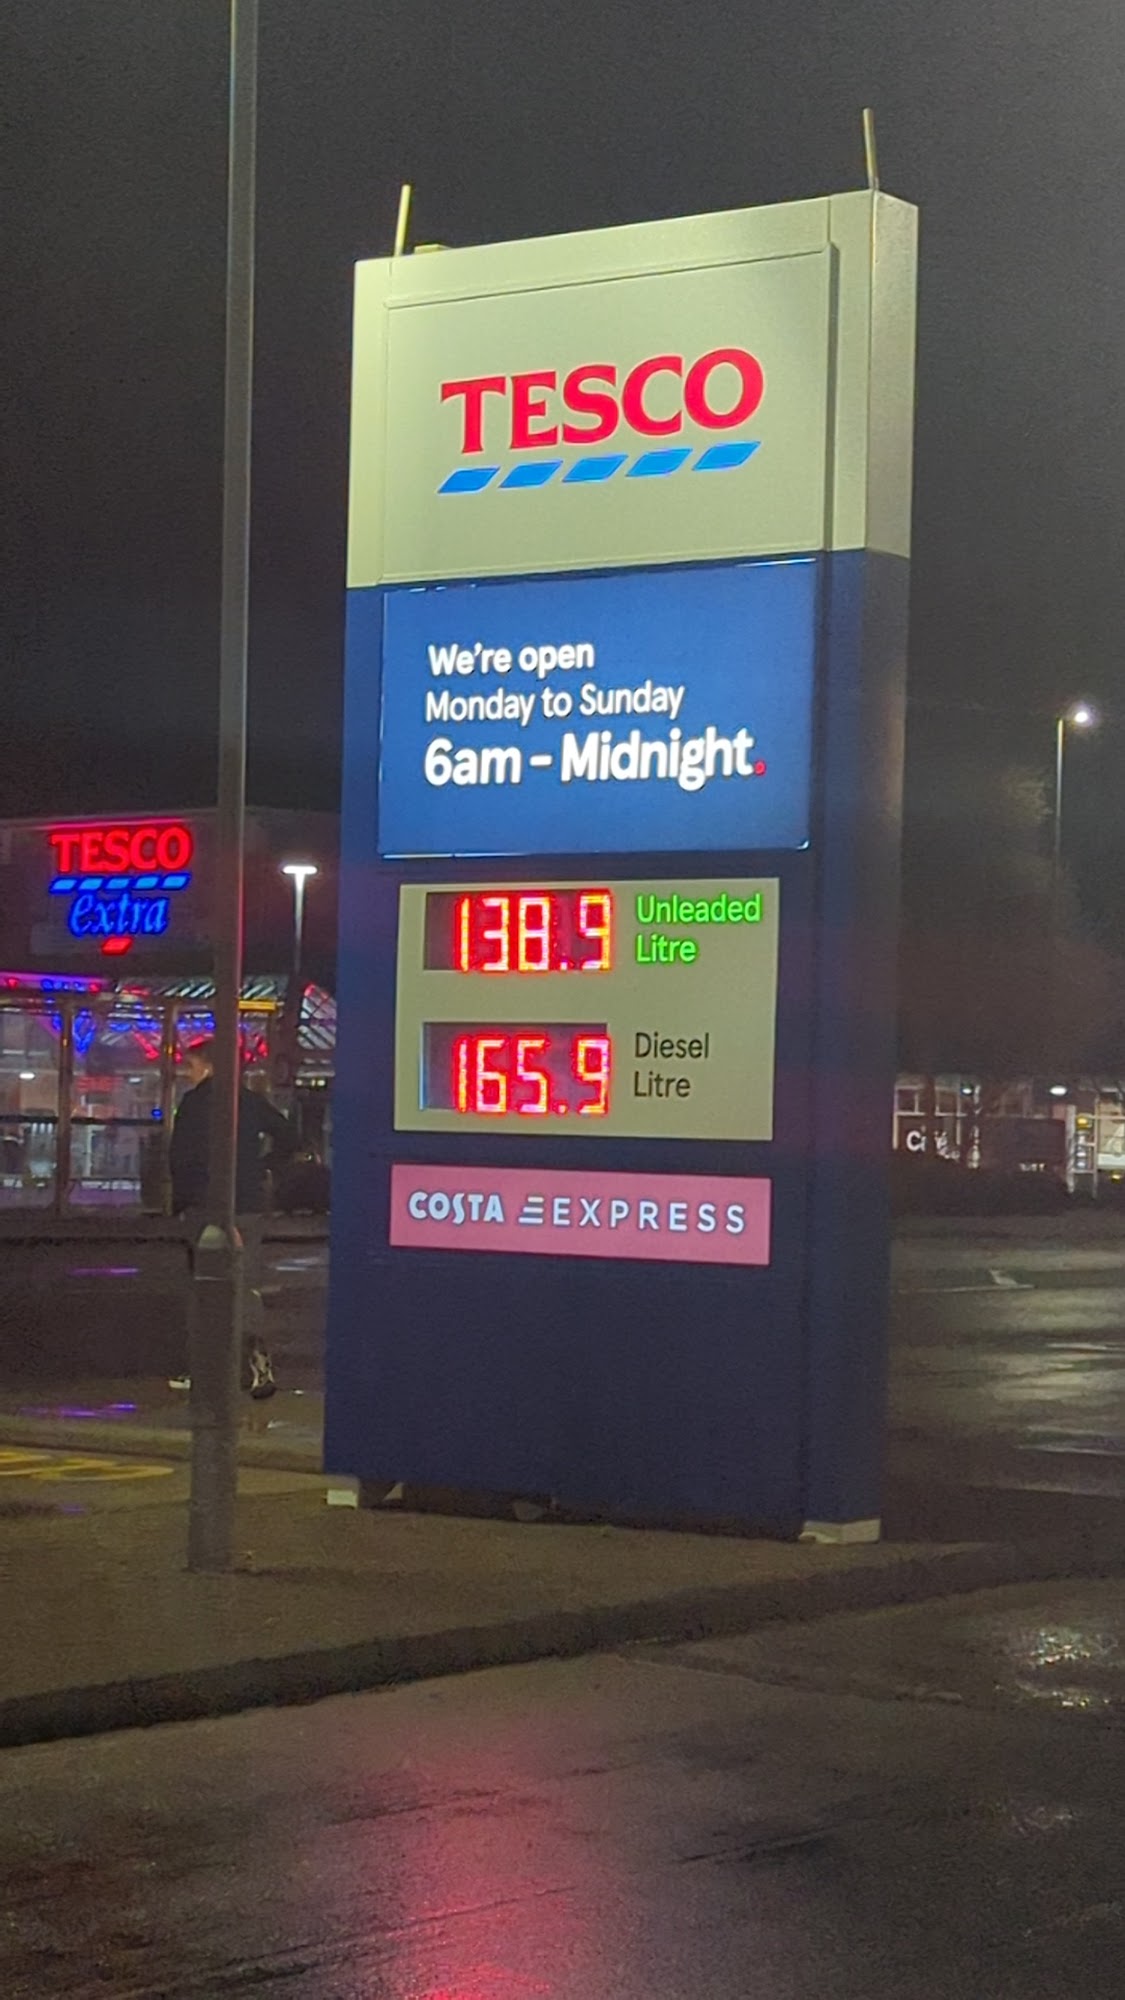 TESCO
We're open
Monday to Sunday
6am - Midnight.
138.9 Unleaded
Litre
165.9 Diesel
Litre
COSTA EXPRESS
TESCO
extra